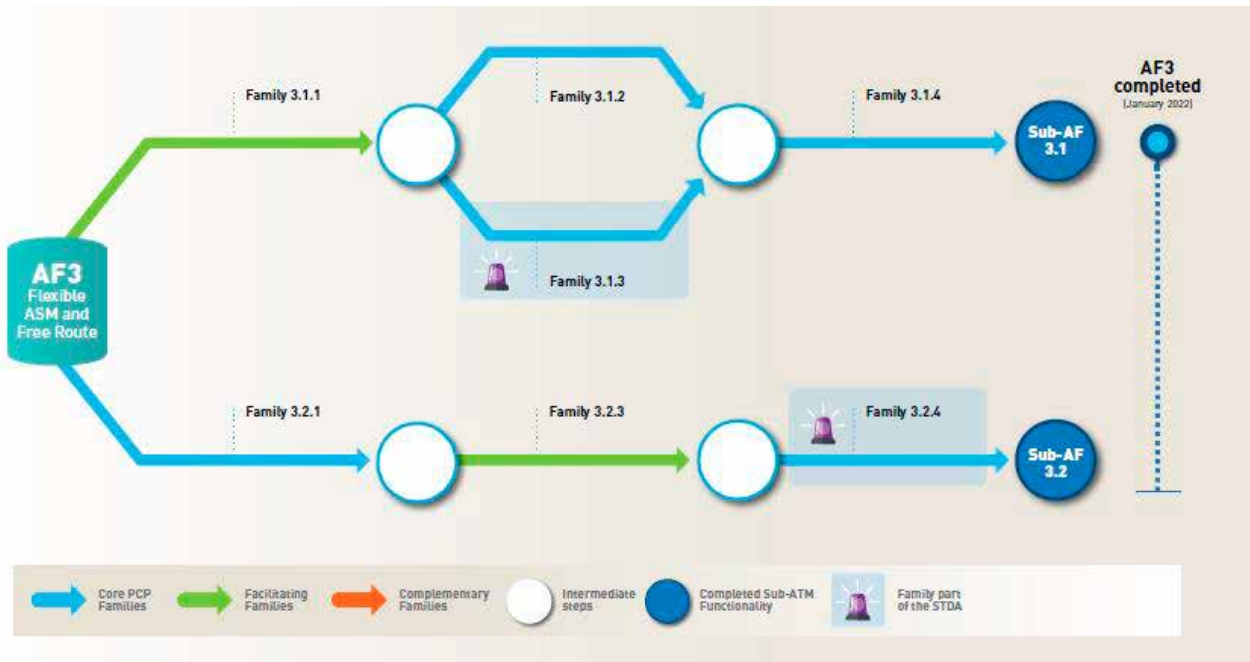 AF3
completed
(January 2022)
Family 3.1.1
Family 3.1.2
Family 3.1.4
Sub-AF
3.1
Family 3.1.3
AF3
Flexible
ASM and
Free Route
Family 3.2.1
Family 3.2.3
Family 3.2.4
Sub-AF
3.2
Core PCP
Families
Facilitating
Families
Complementary
Families
Intermediate
steps
Completed Sub-ATM
Functionality
Family part
of the STDA